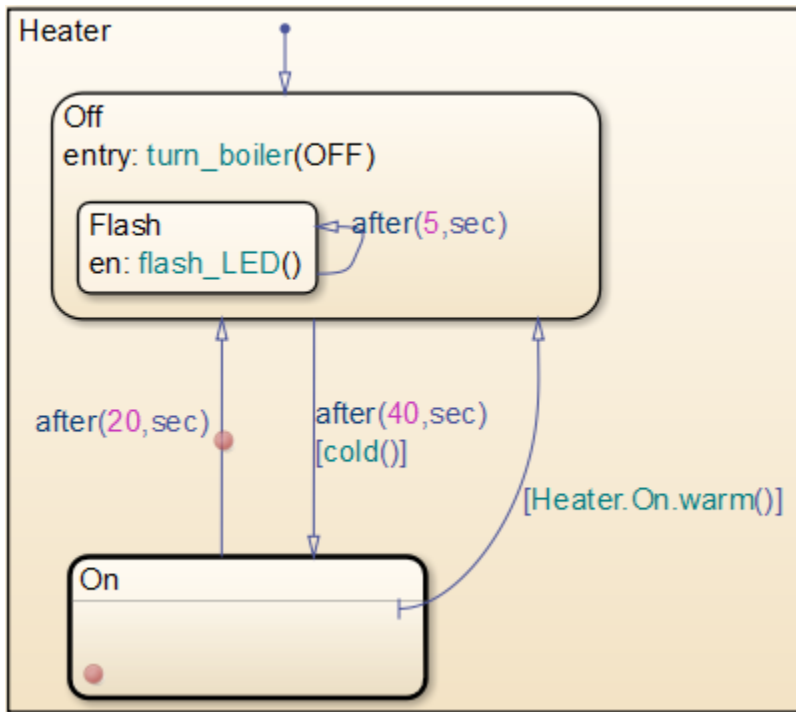 Heater
Off
entry: turn_boiler(OFF)
Flash
en: flash_LED()
after(5,sec)
after(20,sec)
after(40,sec)
[cold()]
[Heater.On.warm()]
On